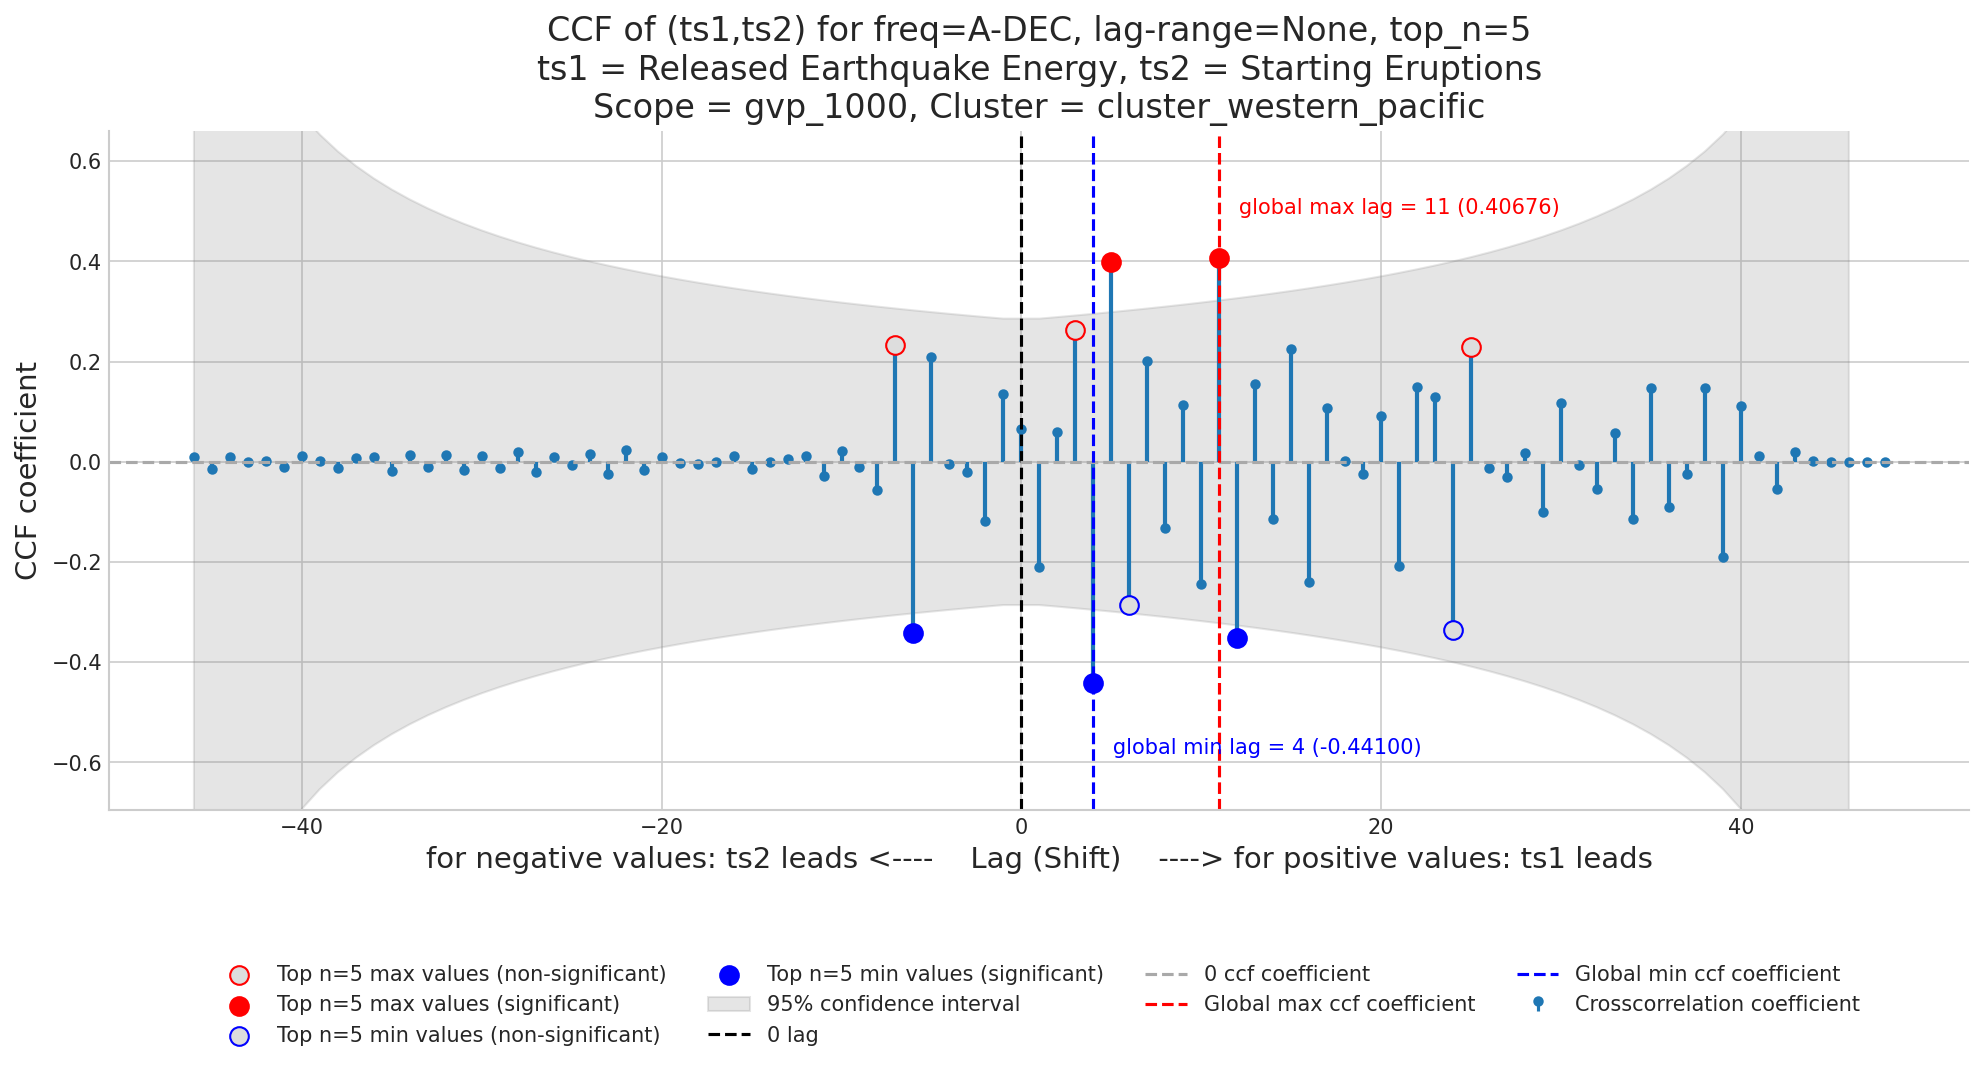 CCF of (ts1,ts2) for freq=A-DEC, lag-range=None, top_n=5
ts1 = Released Earthquake Energy, ts2 = Starting Eruptions
Scope = gvp_1000, Cluster = cluster_western_pacific
CCF coefficient
0.6
0.4
0.2
0.0
−0.2
−0.4
−0.6
global max lag = 11 (0.40676)
global min lag = 4 (-0.44100)
−40
−20
0
20
40
for negative values: ts2 leads <---- Lag (Shift) ----> for positive values: ts1 leads
Top n=5 max values (non-significant)
Top n=5 max values (significant)
Top n=5 min values (non-significant)
Top n=5 min values (significant)
95% confidence interval
0 lag
0 ccf coefficient
Global max ccf coefficient
Global min ccf coefficient
Crosscorrelation coefficient